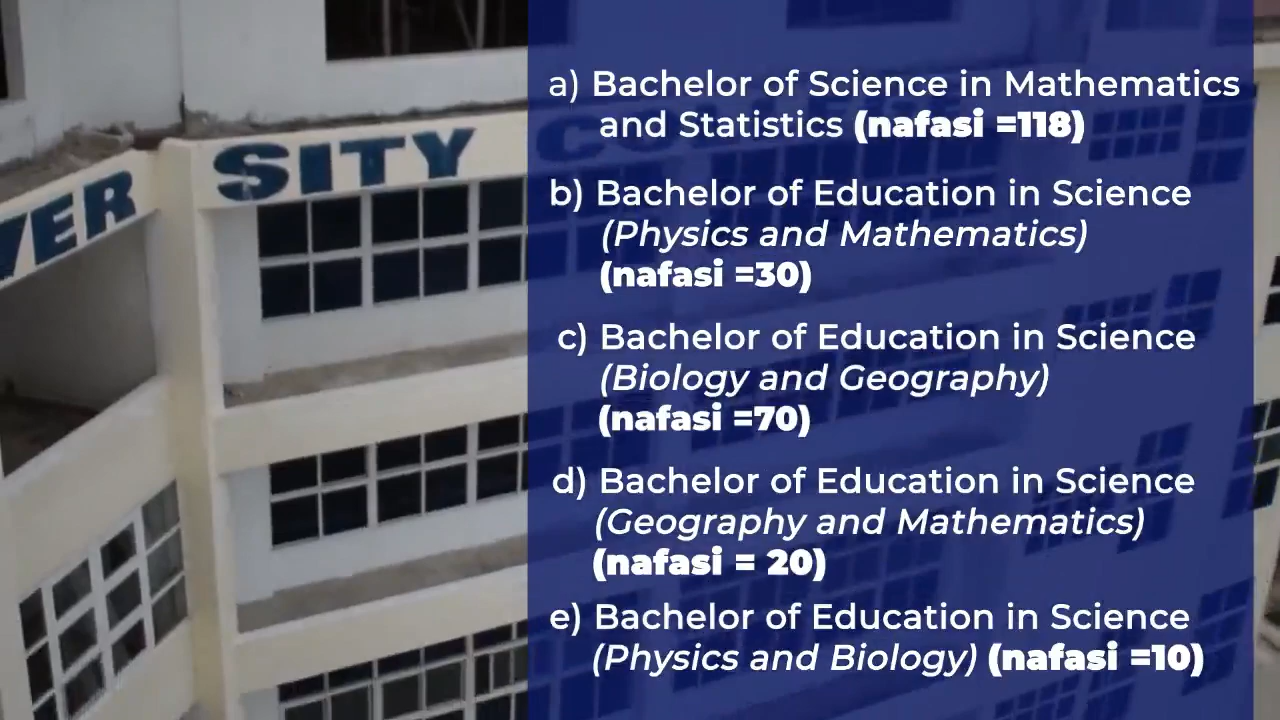 VER SITY CO
a) Bachelor of Science in Mathematics
and Statistics (nafasi =118)
b) Bachelor of Education in Science
(Physics and Mathematics)
(nafasi =30)
c) Bachelor of Education in Science
(Biology and Geography)
(nafasi =70)
d) Bachelor of Education in Science
(Geography and Mathematics)
(nafasi = 20)
e) Bachelor of Education in Science
(Physics and Biology) (nafasi =10)